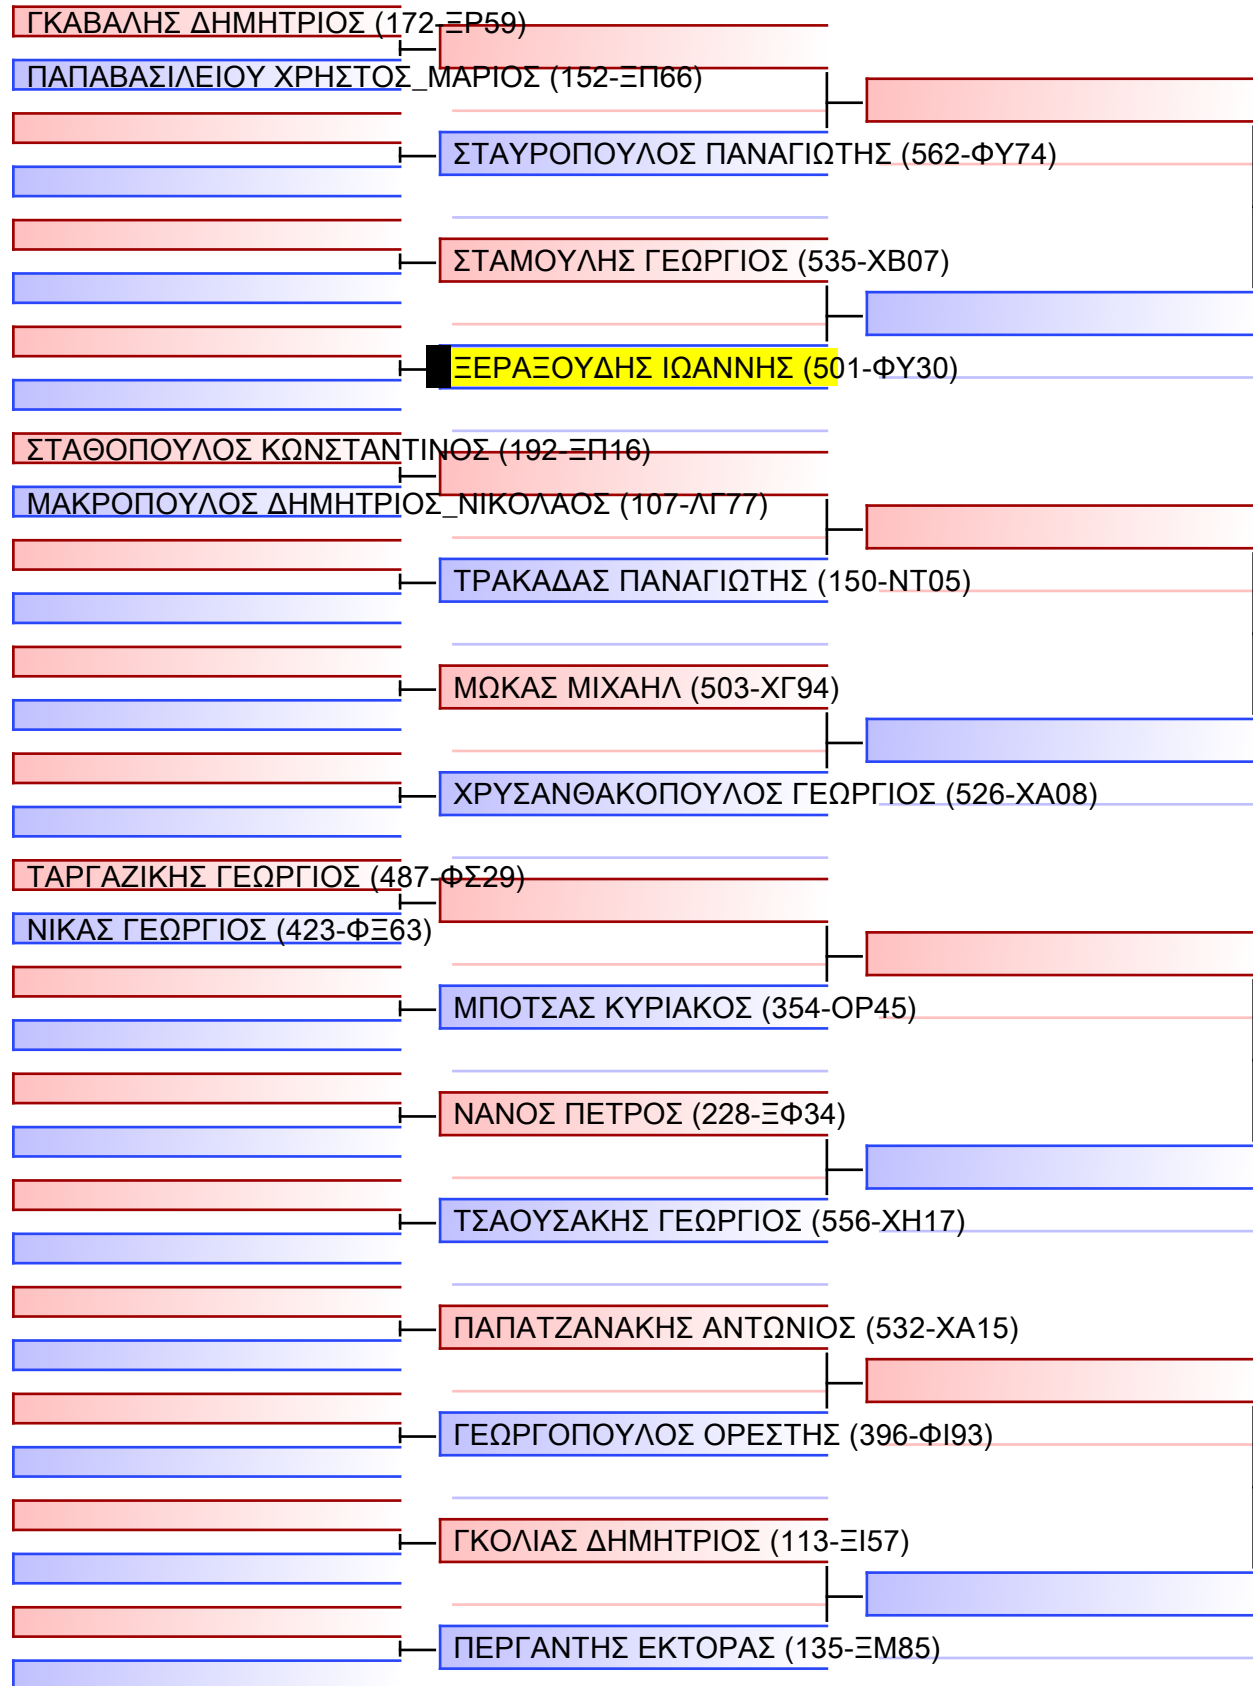 ΓΚΑΒΑΛΗΣ ΔΗΜΗΤΡΙΟΣ (172-ΞΡ59)
ΠΑΠΑΒΑΣΙΛΕΙΟΥ ΧΡΗΣΤΟΣ_ΜΑΡΙΟΣ (152-ΞΠ66)
ΣΤΑΥΡΟΠΟΥΛΟΣ ΠΑΝΑΓΙΩΤΗΣ (562-ΦΥ74)
ΣΤΑΜΟΥΛΗΣ ΓΕΩΡΓΙΟΣ (535-ΧΒ07)
ΞΕΡΑΞΟΥΔΗΣ ΙΩΑΝΝΗΣ (501-ΦΥ30)
ΣΤΑΘΟΠΟΥΛΟΣ ΚΩΝΣΤΑΝΤΙΝΟΣ (192-ΞΠ16)
ΜΑΚΡΟΠΟΥΛΟΣ ΔΗΜΗΤΡΙΟΣ_ΝΙΚΟΛΑΟΣ (107-ΛΓ77)
ΤΡΑΚΑΔΑΣ ΠΑΝΑΓΙΩΤΗΣ (150-ΝΤ05)
ΜΩΚΑΣ ΜΙΧΑΗΛ (503-ΧΓ94)
ΧΡΥΣΑΝΘΑΚΟΠΟΥΛΟΣ ΓΕΩΡΓΙΟΣ (526-ΧΑ08)
ΤΑΡΓΑΖΙΚΗΣ ΓΕΩΡΓΙΟΣ (487-ΦΣ29)
ΝΙΚΑΣ ΓΕΩΡΓΙΟΣ (423-ΦΞ63)
ΜΠΟΤΣΑΣ ΚΥΡΙΑΚΟΣ (354-ΟΡ45)
ΝΑΝΟΣ ΠΕΤΡΟΣ (228-ΞΦ34)
ΤΣΑΟΥΣΑΚΗΣ ΓΕΩΡΓΙΟΣ (556-ΧΗ17)
ΠΑΠΑΤΖΑΝΑΚΗΣ ΑΝΤΩΝΙΟΣ (532-ΧΑ15)
ΓΕΩΡΓΟΠΟΥΛΟΣ ΟΡΕΣΤΗΣ (396-ΦΙ93)
ΓΚΟΛΙΑΣ ΔΗΜΗΤΡΙΟΣ (113-ΞΙ57)
ΠΕΡΓΑΝΤΗΣ ΕΚΤΟΡΑΣ (135-ΞΜ85)